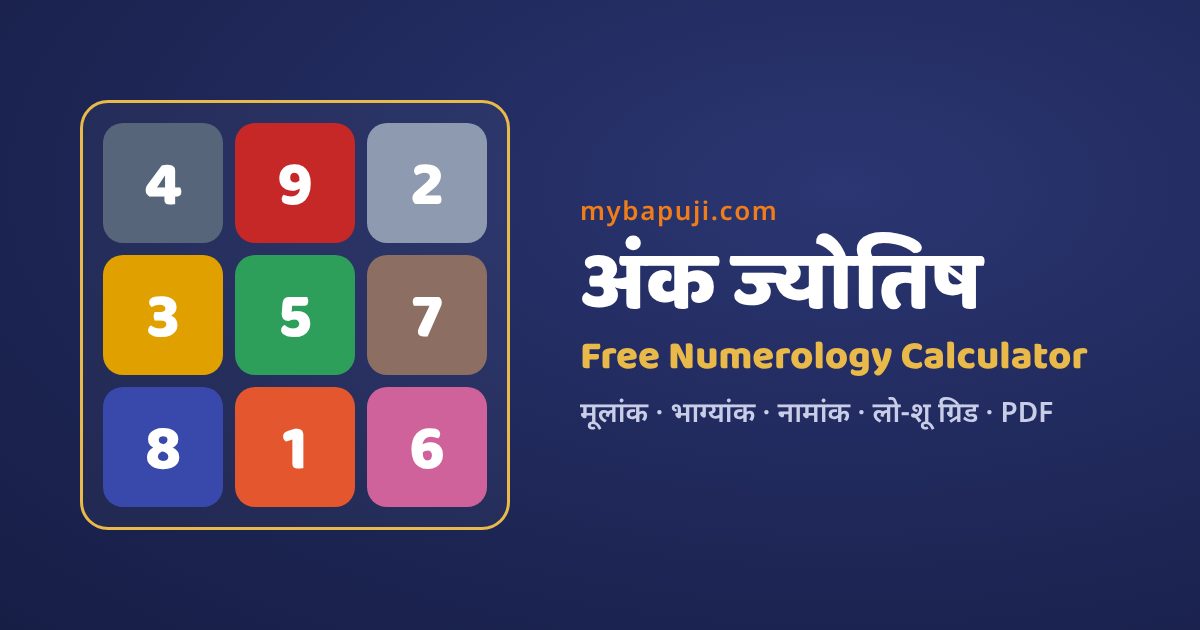 4 9 2
3 5 7
8 1 6
mybapuji.com
अंक ज्योतिष
Free Numerology Calculator
मूलांक · भाग्यांक · नामांक · लो-शू ग्रिड · PDF